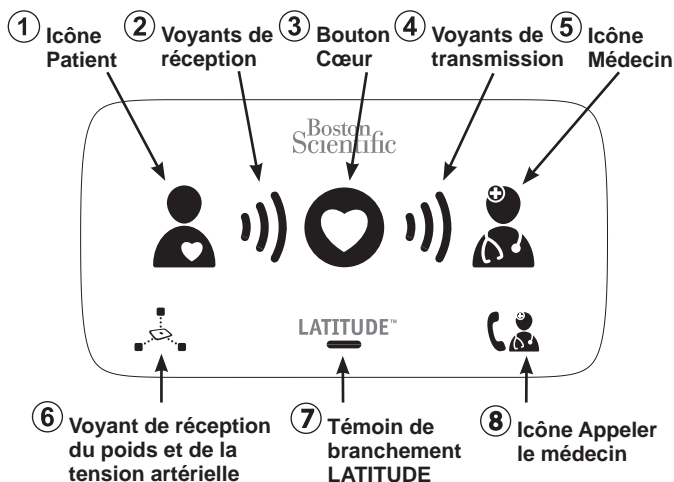 1 Icône
Patient
2 Voyants de
réception
3 Bouton
Cœur
4 Voyants de
transmission
5 Icône
Médecin
Boston
Scientific
LATITUDE™
6 Voyant de réception
du poids et de la
tension artérielle
7 Témoin de
branchement
LATITUDE
8 Icône Appeler
le médecin